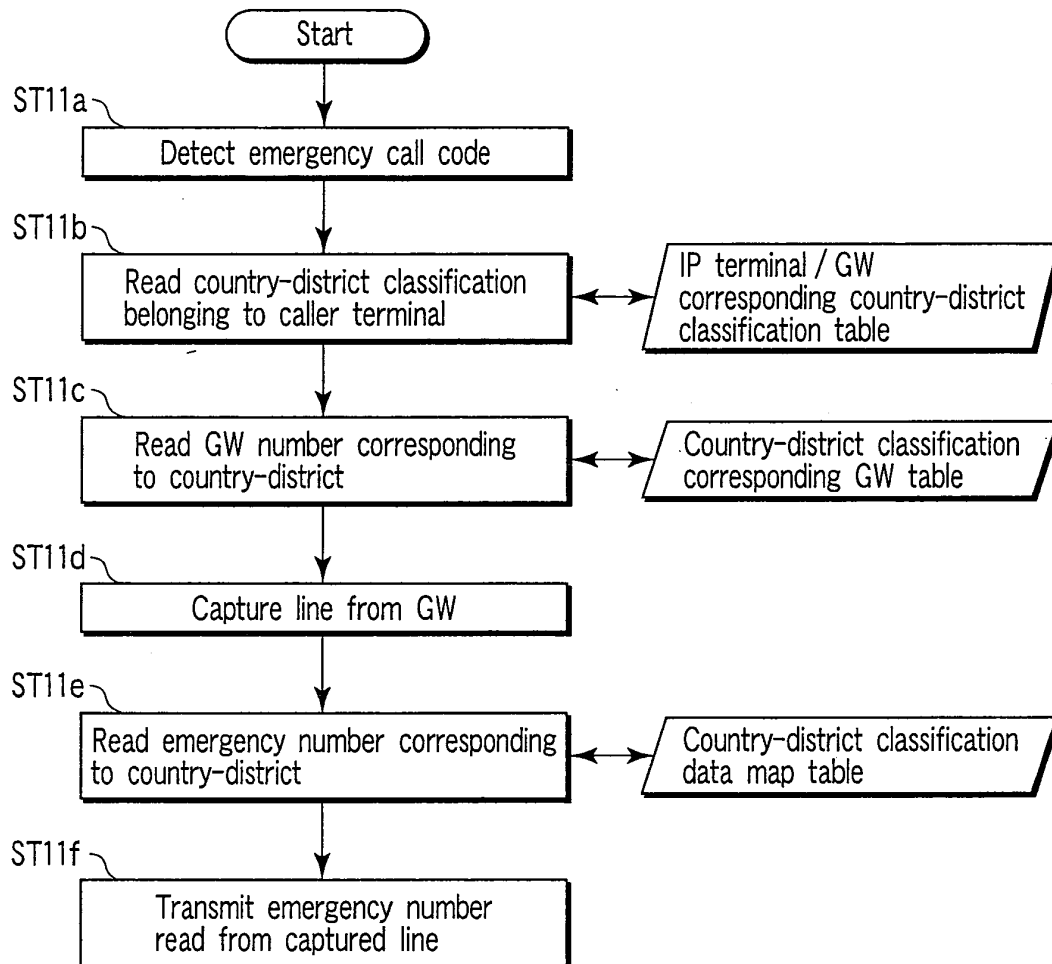 Start
ST11a
Detect emergency call code
ST11b
Read country-district classification
belonging to caller terminal
IP terminal / GW
corresponding country-district
classification table
ST11c
Read GW number corresponding
to country-district
Country-district classification
corresponding GW table
ST11d
Capture line from GW
ST11e
Read emergency number corresponding
to country-district
Country-district classification
data map table
ST11f
Transmit emergency number
read from captured line